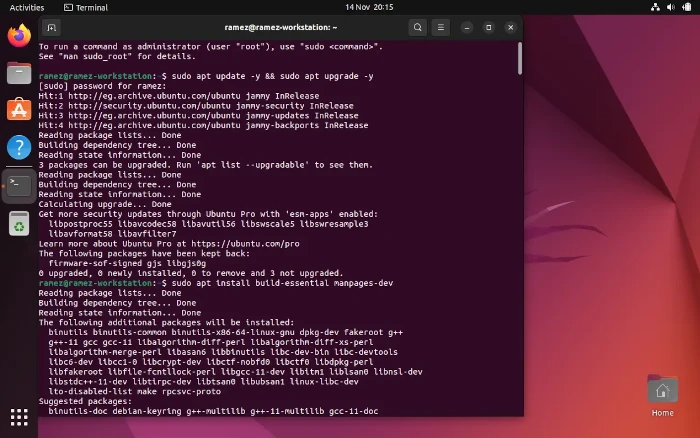 Activities
Terminal
14 Nov 20:15
ramez@ramez-workstation: ~
To run a command as administrator (user "root"), use "sudo <command>".
See "man sudo_root" for details.
ramez@ramez-workstation:~$ sudo apt update -y && sudo apt upgrade -y
[sudo] password for ramez:
Hit:1 http://eg.archive.ubuntu.com/ubuntu jammy InRelease
Hit:2 http://security.ubuntu.com/ubuntu jammy-security InRelease
Hit:3 http://eg.archive.ubuntu.com/ubuntu jammy-updates InRelease
Hit:4 http://eg.archive.ubuntu.com/ubuntu jammy-backports InRelease
Reading package lists... Done
Building dependency tree... Done
Reading state information... Done
3 packages can be upgraded. Run 'apt list --upgradable' to see them.
Reading package lists... Done
Building dependency tree... Done
Reading state information... Done
Calculating upgrade... Done
Get more security updates through Ubuntu Pro with 'esm-apps' enabled:
libpostproc55 libavcodec58 libavutil56 libswscale5 libswresample3
libavformat58 libavfilter7
Learn more about Ubuntu Pro at https://ubuntu.com/pro
The following packages have been kept back:
firmware-sof-signed gjs libgjs0g
0 upgraded, 0 newly installed, 0 to remove and 3 not upgraded.
ramez@ramez-workstation:~$ sudo apt install build-essential manpages-dev
Reading package lists... Done
Building dependency tree... Done
Reading state information... Done
The following additional packages will be installed:
binutils binutils-common binutils-x86-64-linux-gnu dpkg-dev fakeroot g++
g++-11 gcc gcc-11 libalgorithm-diff-perl libalgorithm-diff-xs-perl
libalgorithm-merge-perl libasan6 libbinutils libc-dev-bin libc-devtools
libc6-dev libcc1-0 libcrypt-dev libctf-nobfd0 libctf0 libdpkg-perl
libfakeroot libfile-fcntllock-perl libgcc-11-dev libitm1 liblsan0 libnsl-dev
libstdc++-11-dev libtirpc-dev libtsan0 libubsan1 linux-libc-dev
lto-disabled-list make rpcsvc-proto
Suggested packages:
binutils-doc debian-keyring g++-multilib g++-11-multilib gcc-11-doc
Home